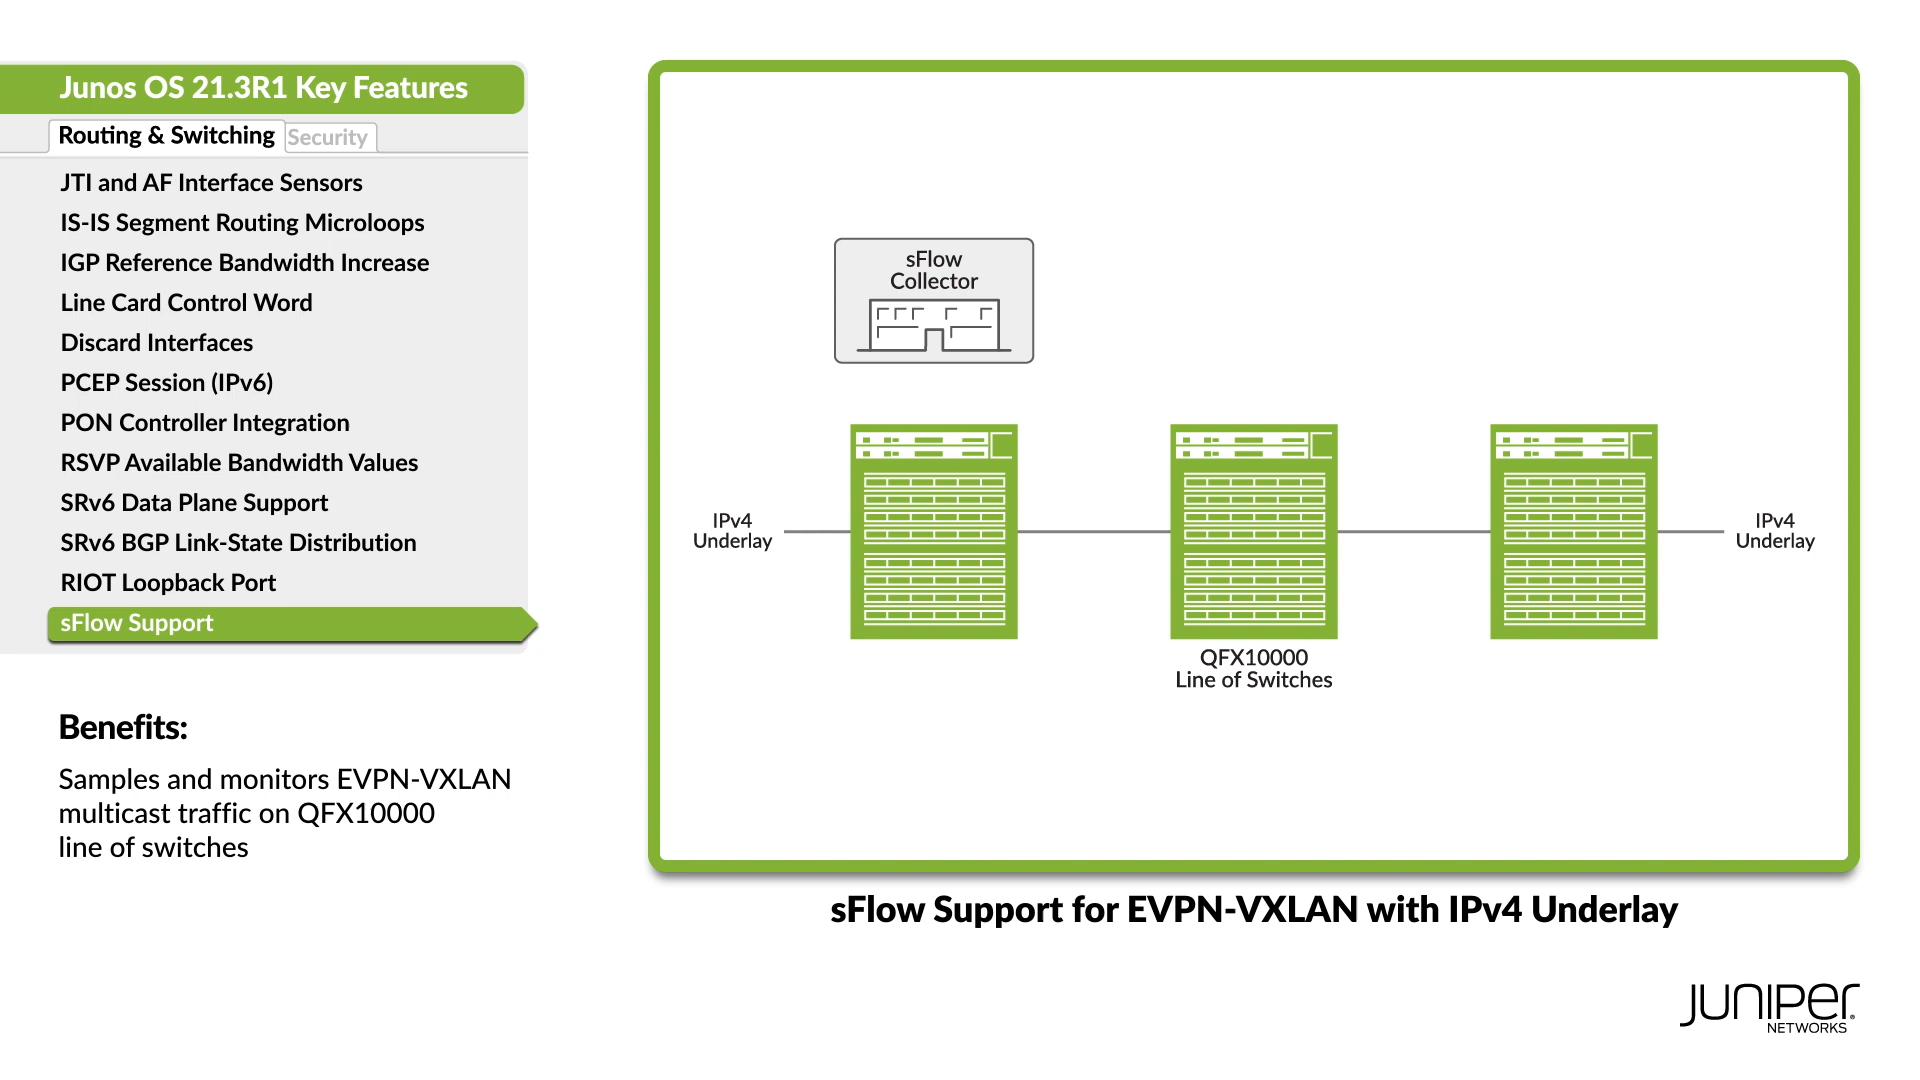 Junos OS 21.3R1 Key Features
Routing & Switching
Security
JTI and AF Interface Sensors
IS-IS Segment Routing Microloops
IGP Reference Bandwidth Increase
Line Card Control Word
Discard Interfaces
PCEP Session (IPv6)
PON Controller Integration
RSVP Available Bandwidth Values
SRv6 Data Plane Support
SRv6 BGP Link-State Distribution
RIOT Loopback Port
sFlow Support
Benefits:
Samples and monitors EVPN-VXLAN
multicast traffic on QFX10000
line of switches
sFlow
Collector
IPv4
Underlay
IPv4
Underlay
QFX10000
Line of Switches
sFlow Support for EVPN-VXLAN with IPv4 Underlay
JUNIPER
NETWORKS